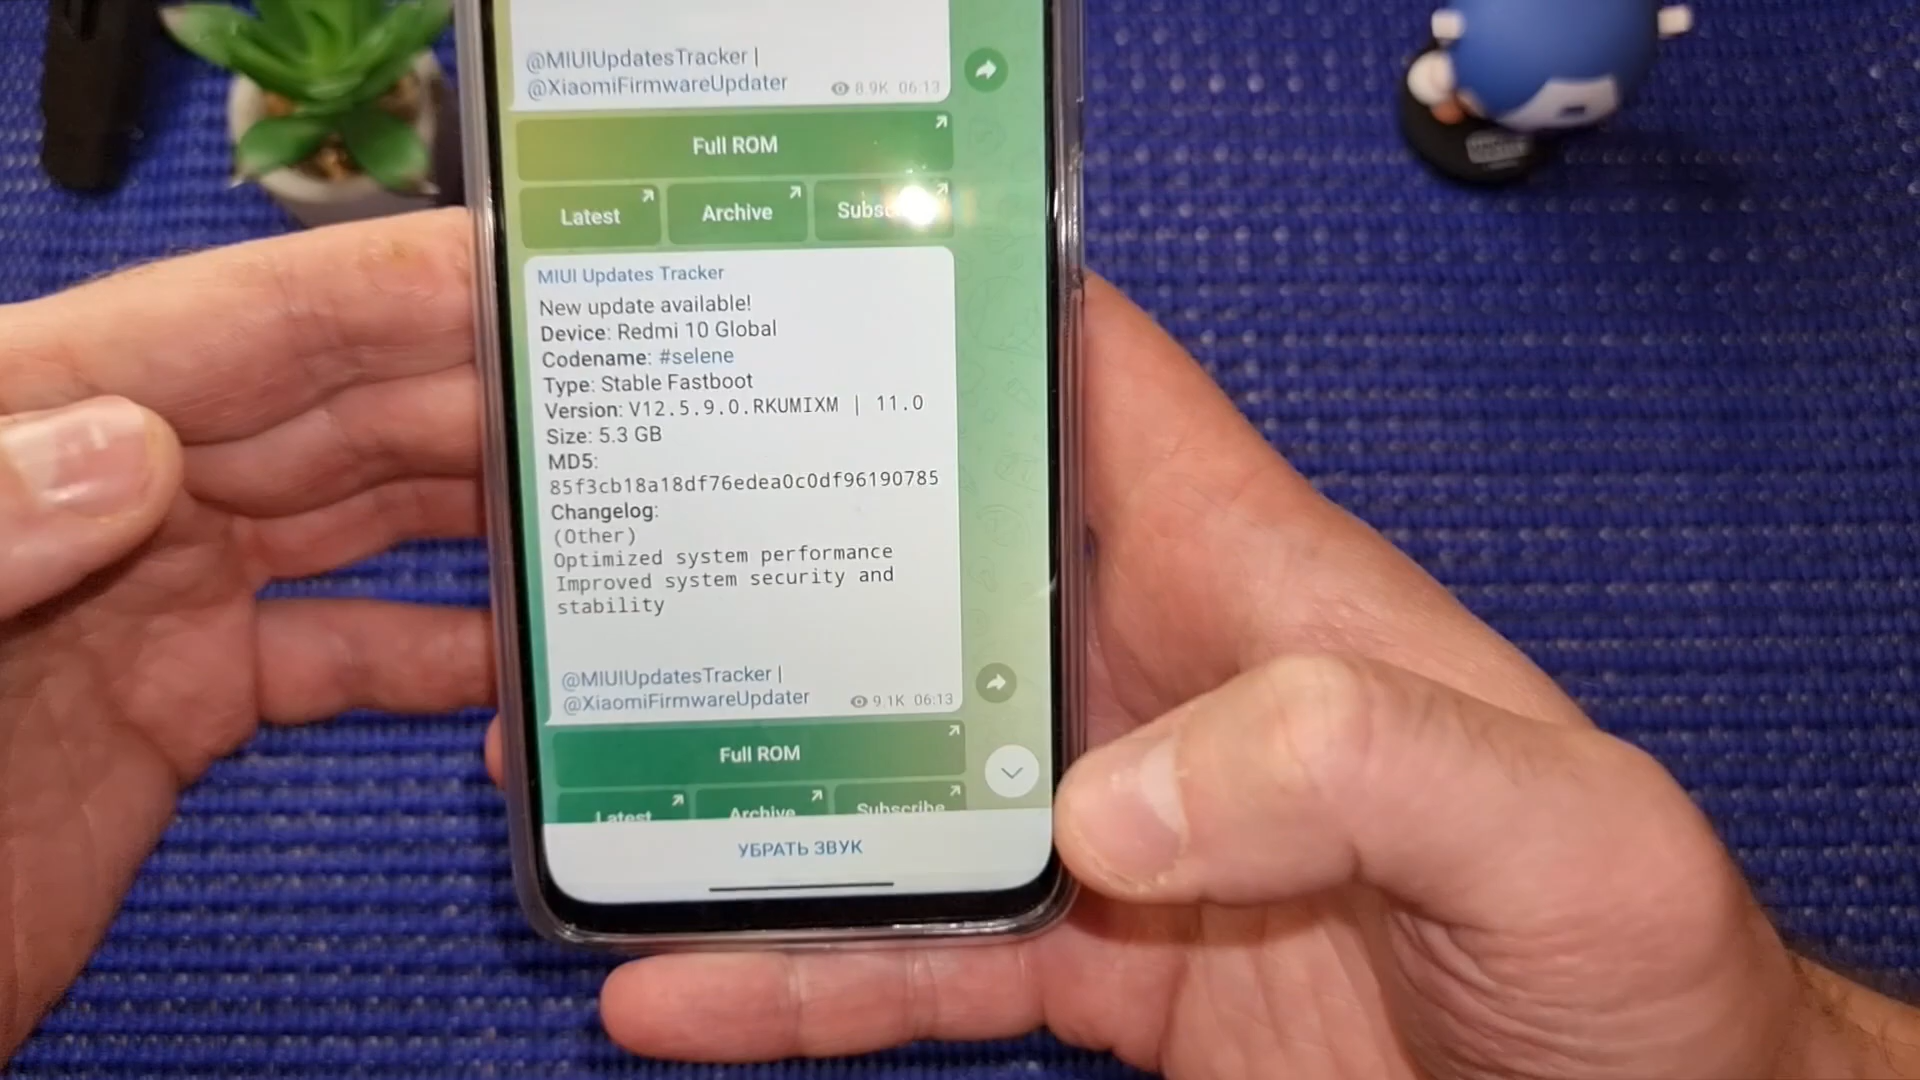 @MIUIUpdatesTracker |
@XiaomiFirmwareUpdater 8.9K 06:13
Full ROM
Latest Archive
MIUI Updates Tracker
New update available!
Device: Redmi 10 Global
Codename: #selene
Type: Stable Fastboot
Version: V12.5.9.0.RKUMIXM | 11.0
Size: 5.3 GB
MD5:
85f3cb18a18df76edea0c0df96190785
Changelog:
(Other)
Optimized system performance
Improved system security and
stability
@MIUIUpdatesTracker |
@XiaomiFirmwareUpdater 9.1K 06:13
Full ROM
Latest Archive Subscribe
УБРАТЬ ЗВУК